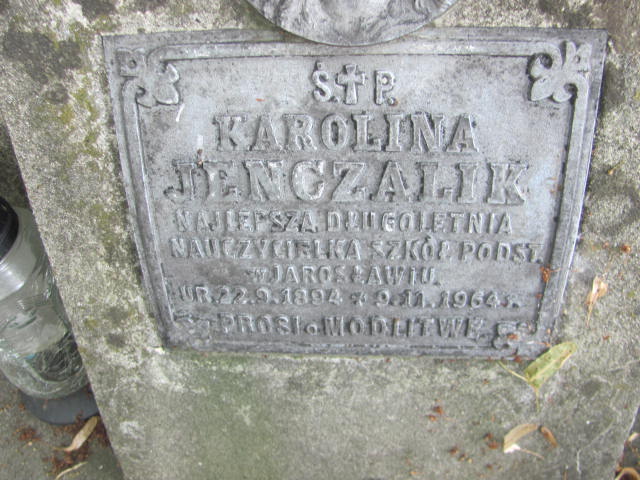 Ś.✝P.
KAROLINA
JENCZALIK
NAJLEPSZA DŁUGOLETNIA
NAUCZYCIELKA SZKÓŁ PODST.
W JAROSŁAWIU.
UR. 22.9.1894 ✝ 9.11.1964 r.
PROSI o MODLITWĘ